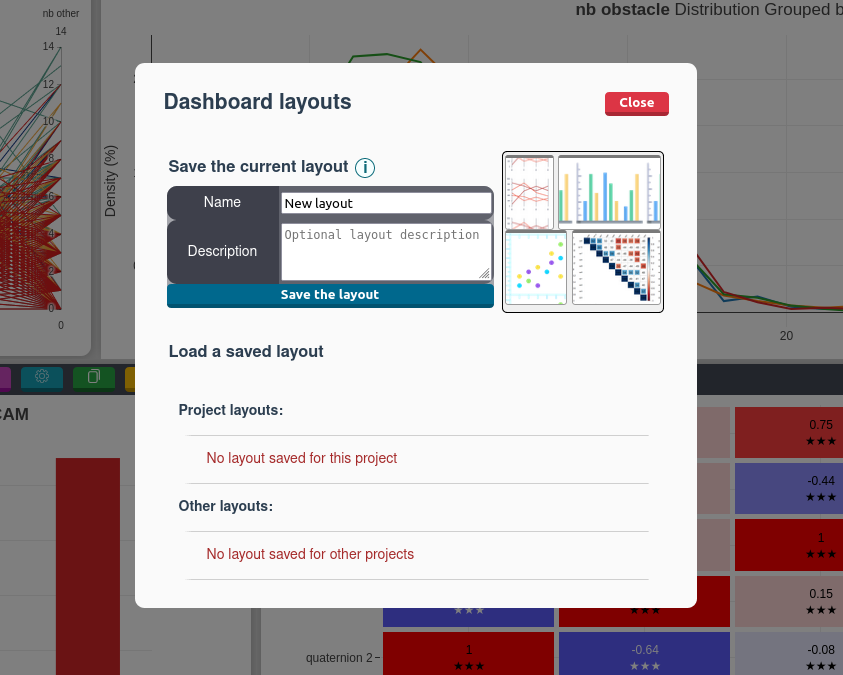 nb other
nb obstacle Distribution Grouped b
14
14
12
10
8
6
4
2
0
0
Density (%)
20
Dashboard layouts
Close
Save the current layout i
Name
New layout
Description
Optional layout description
Save the layout
Load a saved layout
Project layouts:
No layout saved for this project
Other layouts:
No layout saved for other projects
CAM
0.75
★★★
-0.44
★★★
1
★★★
0.15
★★★
★★★
★★★
quaternion 2
1
★★★
-0.64
★★★
-0.08
★★★